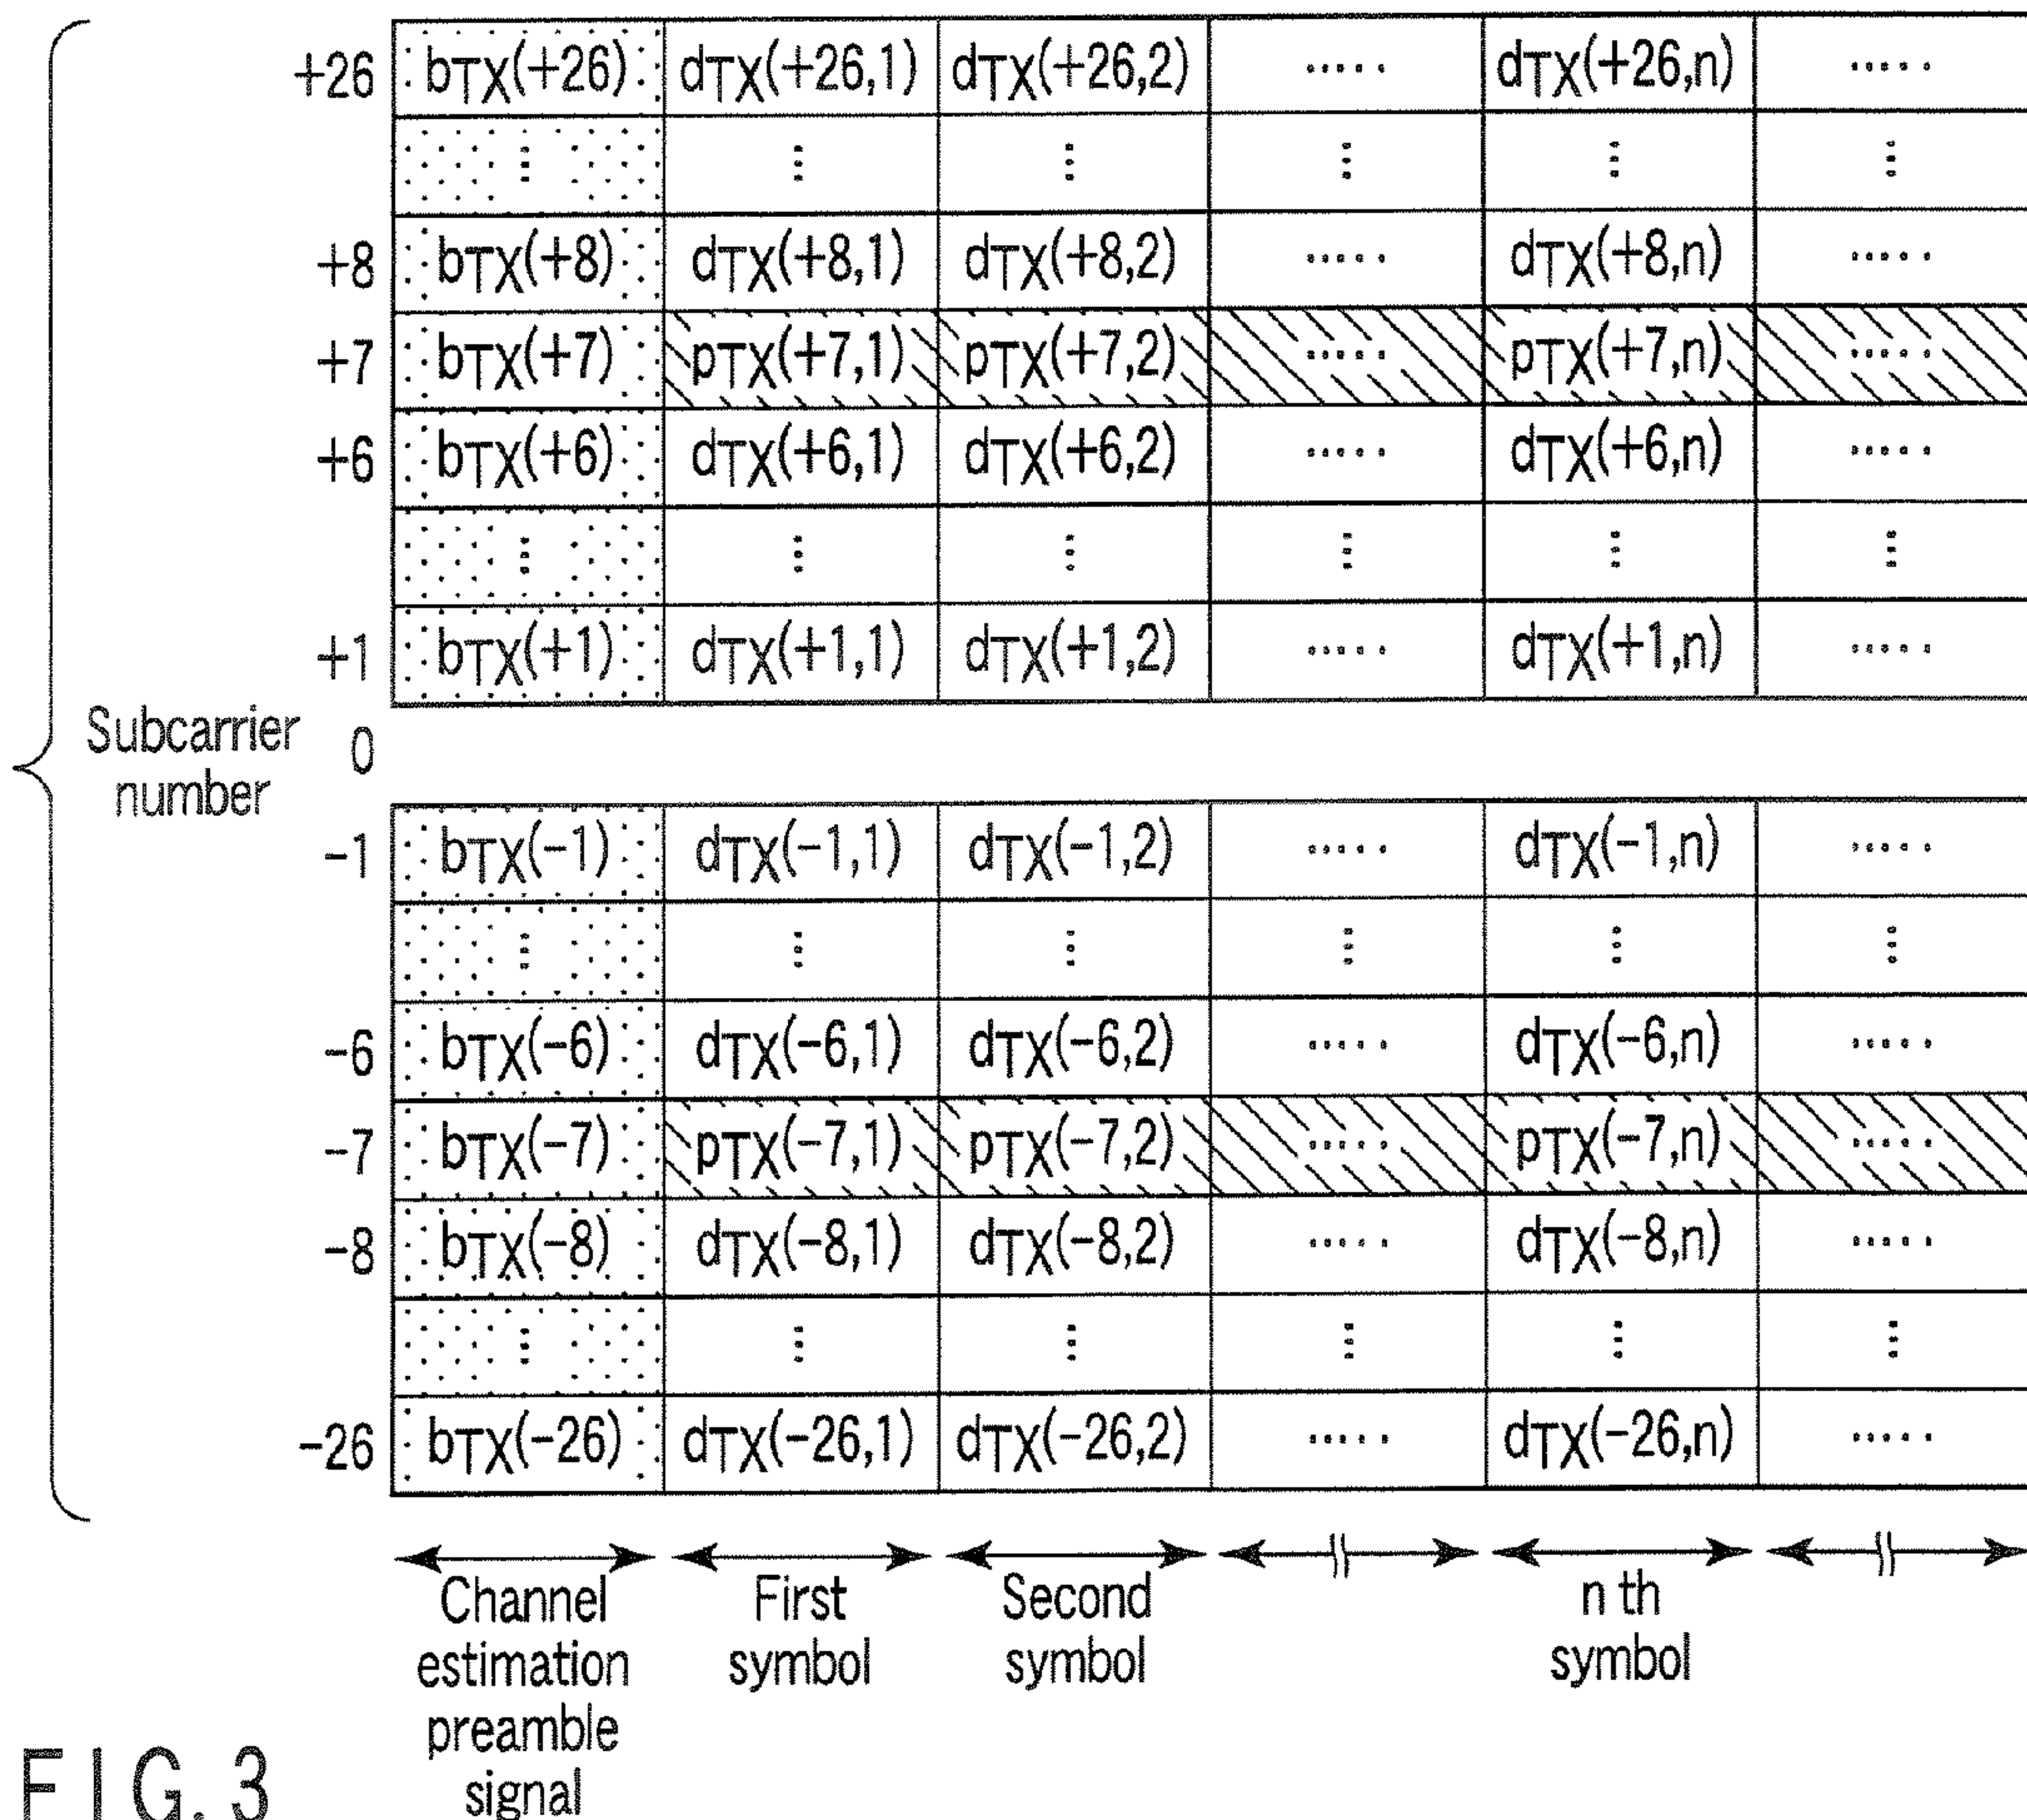 +26 bTX(+26) dTX(+26,1) dTX(+26,2) ..... dTX(+26,n) .....
⋮ ⋮ ⋮ ⋮ ⋮ ⋮
+8 bTX(+8) dTX(+8,1) dTX(+8,2) ..... dTX(+8,n) .....
+7 bTX(+7) pTX(+7,1) pTX(+7,2) ..... pTX(+7,n) .....
+6 bTX(+6) dTX(+6,1) dTX(+6,2) ..... dTX(+6,n) .....
⋮ ⋮ ⋮ ⋮ ⋮ ⋮
+1 bTX(+1) dTX(+1,1) dTX(+1,2) ..... dTX(+1,n) .....
Subcarrier
number
0
-1 bTX(-1) dTX(-1,1) dTX(-1,2) ..... dTX(-1,n) .....
⋮ ⋮ ⋮ ⋮ ⋮ ⋮
-6 bTX(-6) dTX(-6,1) dTX(-6,2) ..... dTX(-6,n) .....
-7 bTX(-7) pTX(-7,1) pTX(-7,2) ..... pTX(-7,n) .....
-8 bTX(-8) dTX(-8,1) dTX(-8,2) ..... dTX(-8,n) .....
⋮ ⋮ ⋮ ⋮ ⋮ ⋮
-26 bTX(-26) dTX(-26,1) dTX(-26,2) ..... dTX(-26,n) .....
Channel
estimation
preamble
signal
First
symbol
Second
symbol
n th
symbol
FIG. 3